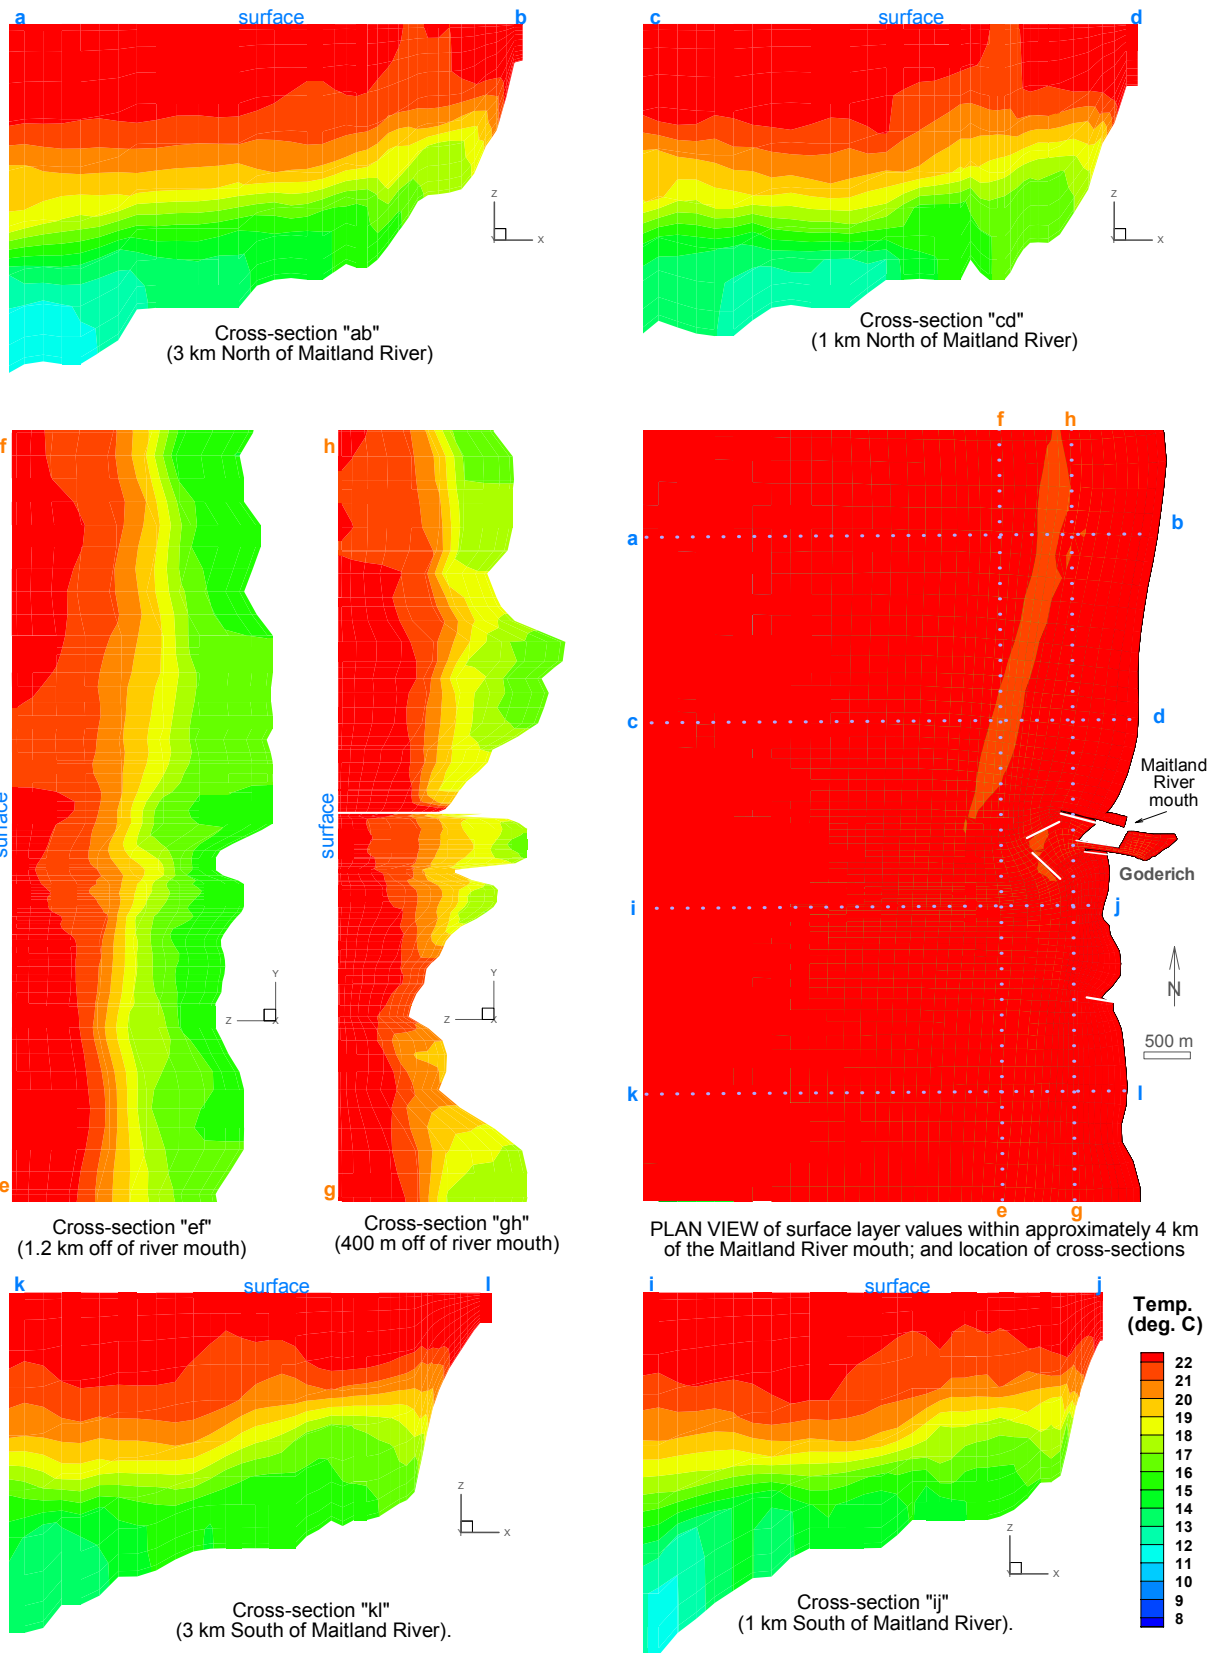 a surface b
c surface d
Z
X
Y
Z
X
Y
Cross-section "ab"
(3 km North of Maitland River)
Cross-section "cd"
(1 km North of Maitland River)
f
h
f h
a
b
c
d
surface
surface
Maitland
River
mouth
Goderich
i
j
N
500 m
k
l
Y
Z
X
Y
Z
X
e
g
e g
Cross-section "ef"
(1.2 km off of river mouth)
Cross-section "gh"
(400 m off of river mouth)
PLAN VIEW of surface layer values within approximately 4 km
of the Maitland River mouth; and location of cross-sections
k surface l
i surface j
Temp.
(deg. C)
22
21
20
19
18
17
16
15
14
13
12
11
10
9
8
Z
X
Y
Z
X
Y
Cross-section "kl"
(3 km South of Maitland River).
Cross-section "ij"
(1 km South of Maitland River).